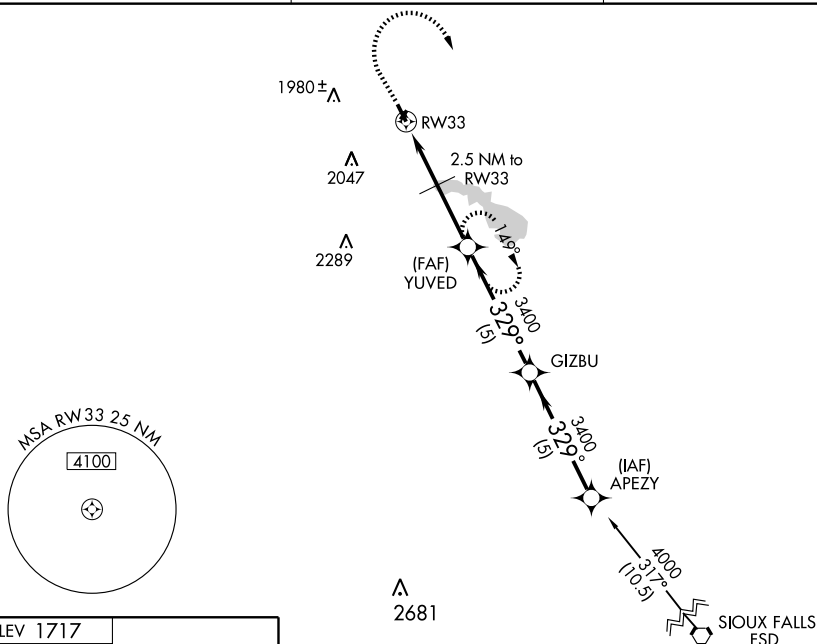 1980 ±
RW33
2.5 NM to
RW33
2047
149°
2289
(FAF)
YUVED
3400
329°
(5)
GIZBU
3400
329°
(5)
(IAF)
APEZY
MSA RW33 25 NM
4100
4000
317°
(10.5)
2681
SIOUX FALLS
FSD
LEV 1717